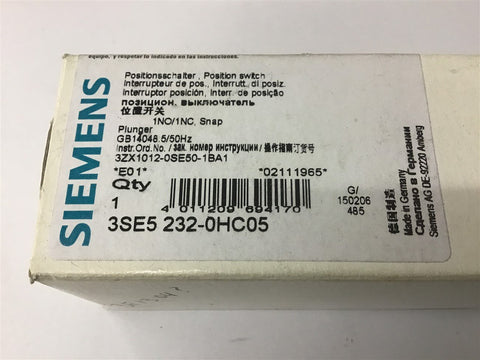 equipo, y respetar lo indicado en las instrucciones.
SIEMENS
Positionsschalter, Position switch
Interrupteur de pos., Interrutt. di posiz.
Interruptor posición, Interr. de posição
позицион. выключатель
位置开关
1NO/1NC, Snap
Plunger
GB14048.5/50Hz
Instr.Ord.No./ зак. номер инструкции/操作指南订货号
3ZX1012-0SE50-1BA1
*E01*
*02111965*
Qty
1
4 011209 694170
G/
150206
485
3SE5 232-0HC05
德国制造
Made in Germany
Сделано в Германии
Siemens AG DE-92220 Amberg